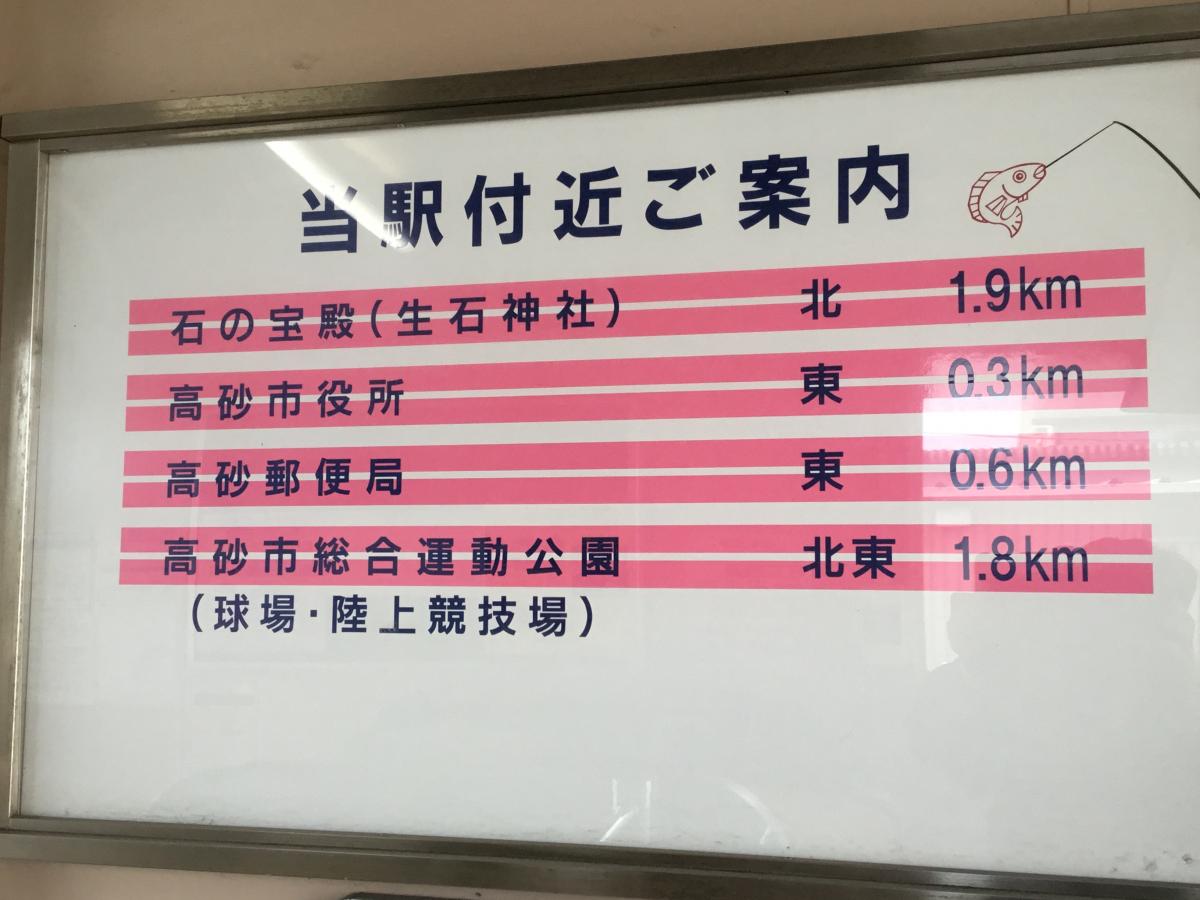 当駅付近ご案内
石の宝殿(生石神社) 北 1.9km
高砂市役所 東 0.3km
高砂郵便局 東 0.6km
高砂市総合運動公園 北東 1.8km
(球場・陸上競技場)